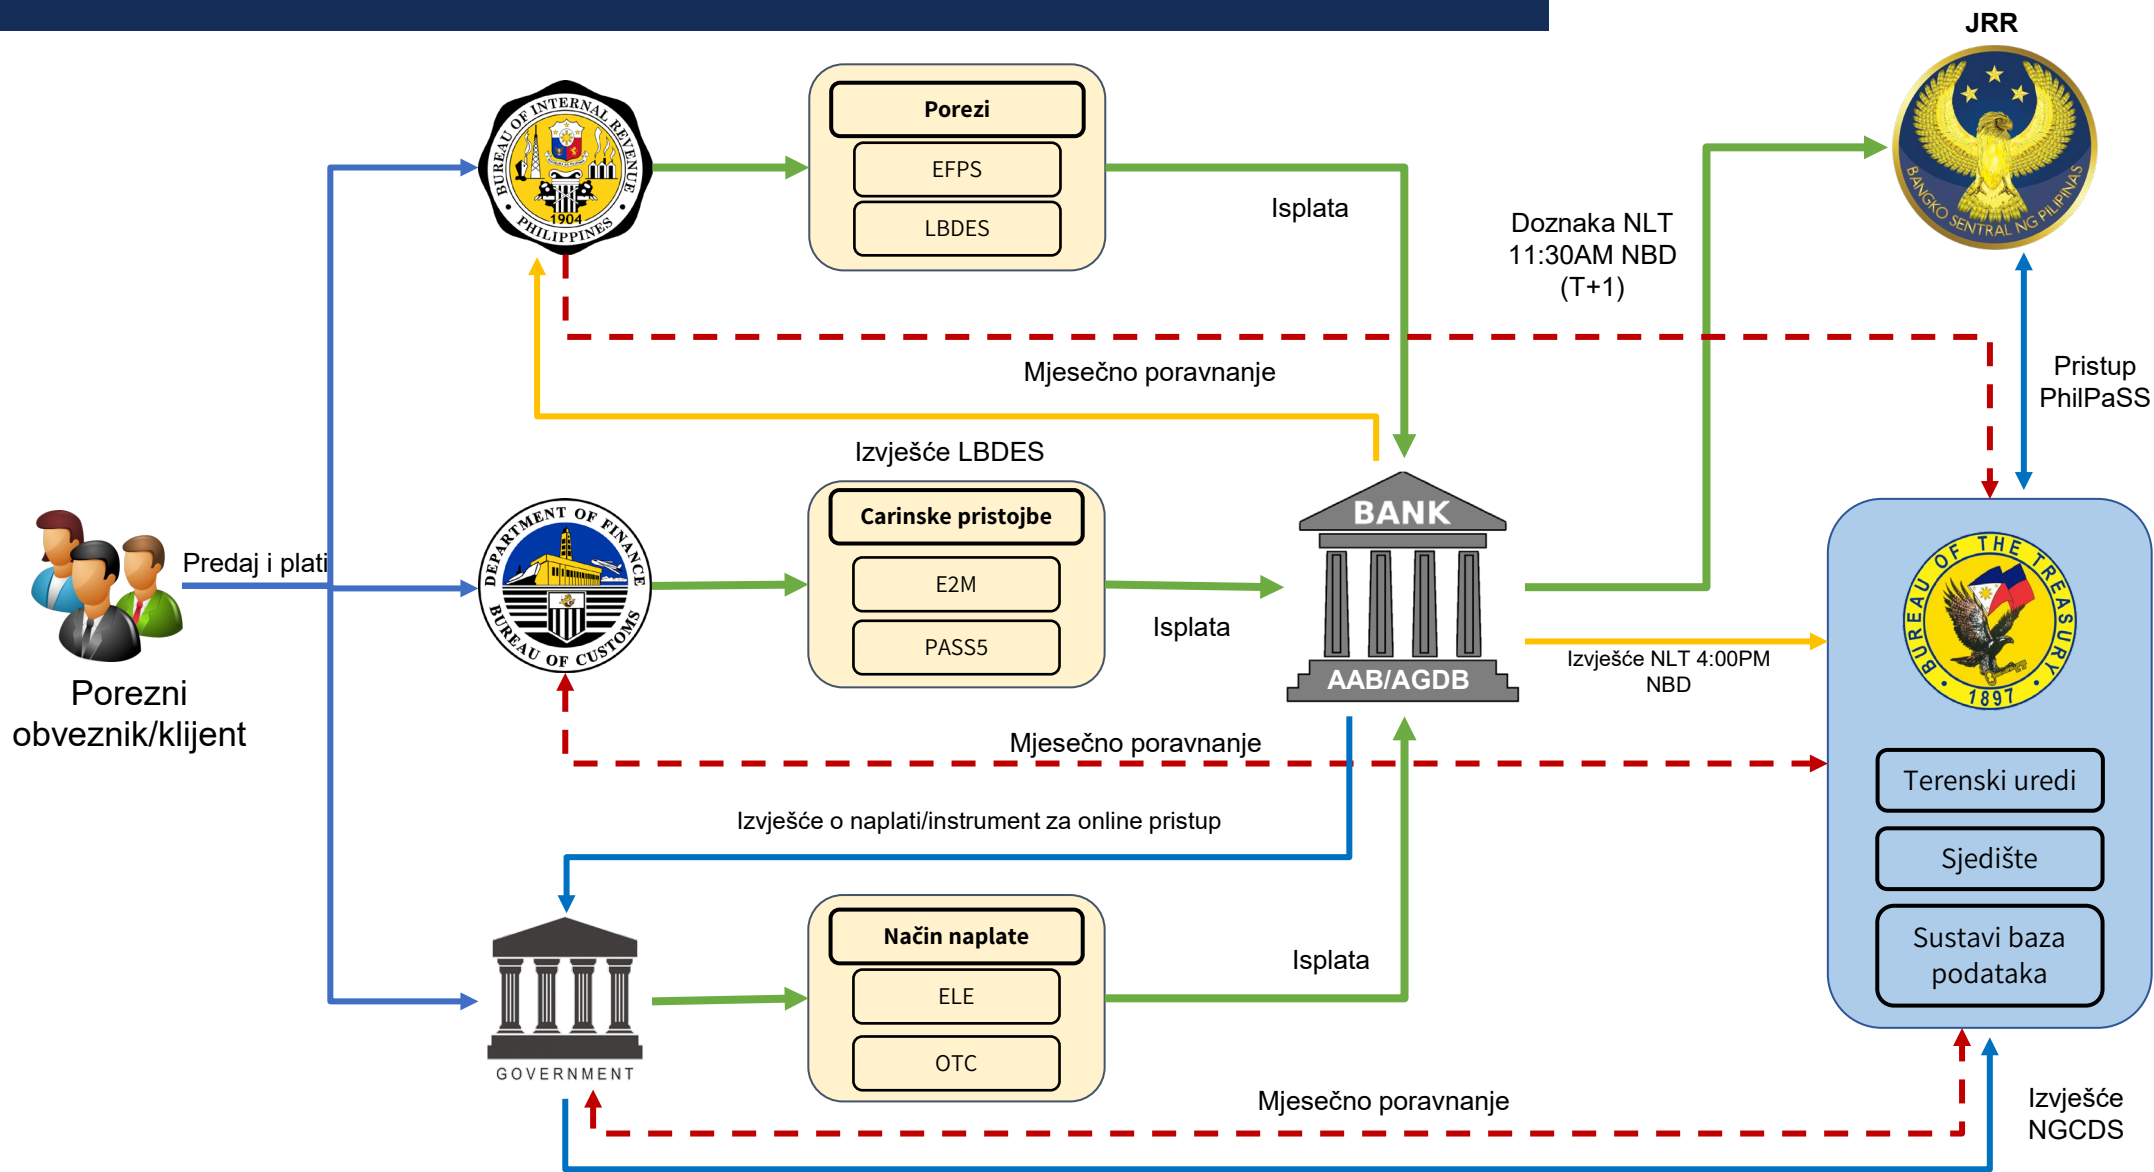 JRR
BUREAU OF INTERNAL REVENUE
1904
PHILIPPINES
Porezi
EFPS
LBDES
Isplata
Doznaka NLT
11:30AM NBD
(T+1)
BANGKO SENTRAL NG PILIPINAS
Mjesečno poravnanje
Pristup
PhilPaSS
Izvješće LBDES
Predaj i plati
Porezni
obveznik/klijent
DEPARTMENT OF FINANCE
BUREAU OF CUSTOMS
Carinske pristojbe
E2M
PASS5
Isplata
BANK
AAB/AGDB
Izvješće NLT 4:00PM
NBD
BUREAU OF THE TREASURY
1897
Mjesečno poravnanje
Terenski uredi
Sjedište
Sustavi baza
podataka
Izvješće o naplati/instrument za online pristup
GOVERNMENT
Način naplate
ELE
OTC
Isplata
Mjesečno poravnanje
Izvješće
NGCDS